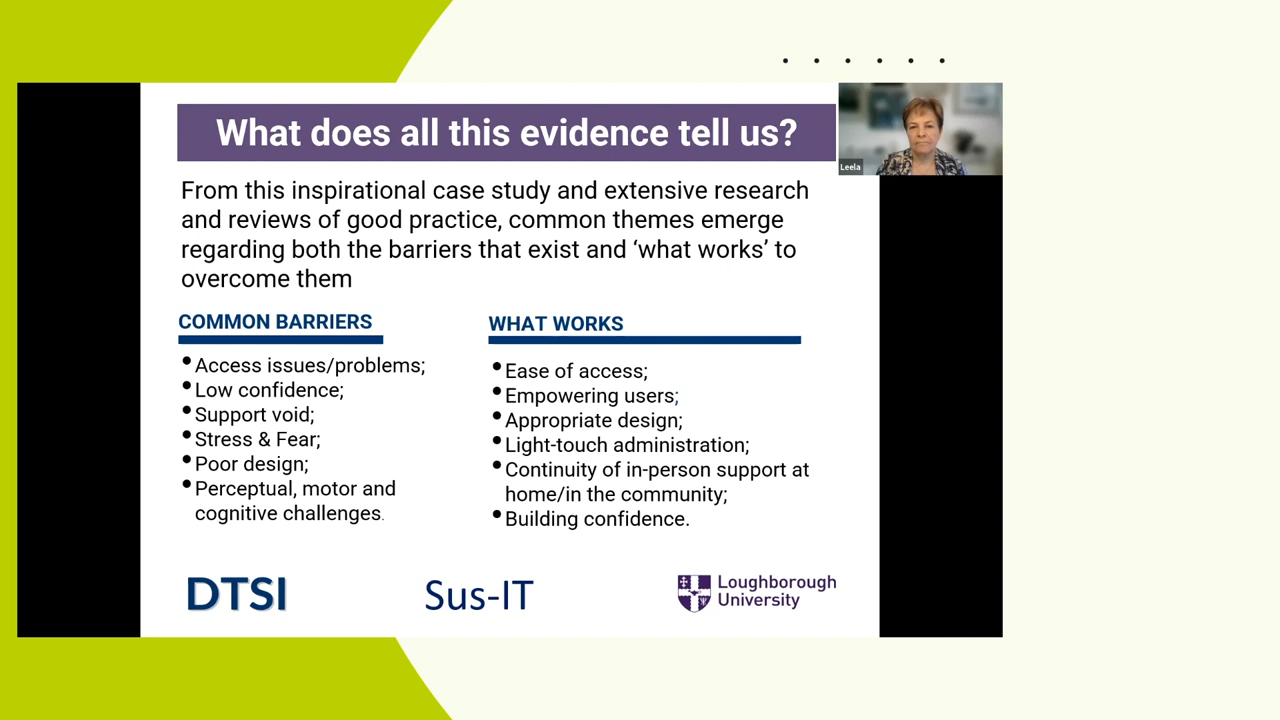 What does all this evidence tell us?
Leela
From this inspirational case study and extensive research
and reviews of good practice, common themes emerge
regarding both the barriers that exist and ‘what works’ to
overcome them
COMMON BARRIERS
•Access issues/problems;
•Low confidence;
•Support void;
•Stress & Fear;
•Poor design;
•Perceptual, motor and
cognitive challenges.
WHAT WORKS
•Ease of access;
•Empowering users;
•Appropriate design;
•Light-touch administration;
•Continuity of in-person support at
home/in the community;
•Building confidence.
DTSI
Sus-IT
Loughborough
University